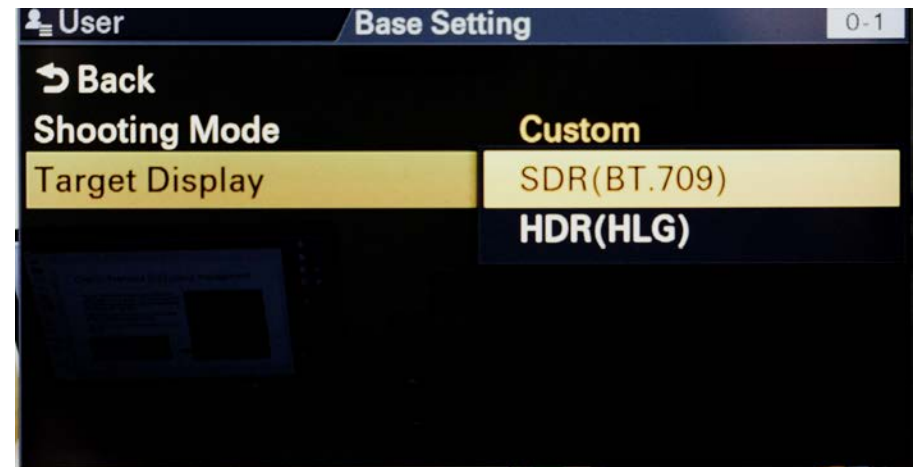 User / Base Setting 0-1
Back
Shooting Mode Custom
Target Display SDR(BT.709)
HDR(HLG)